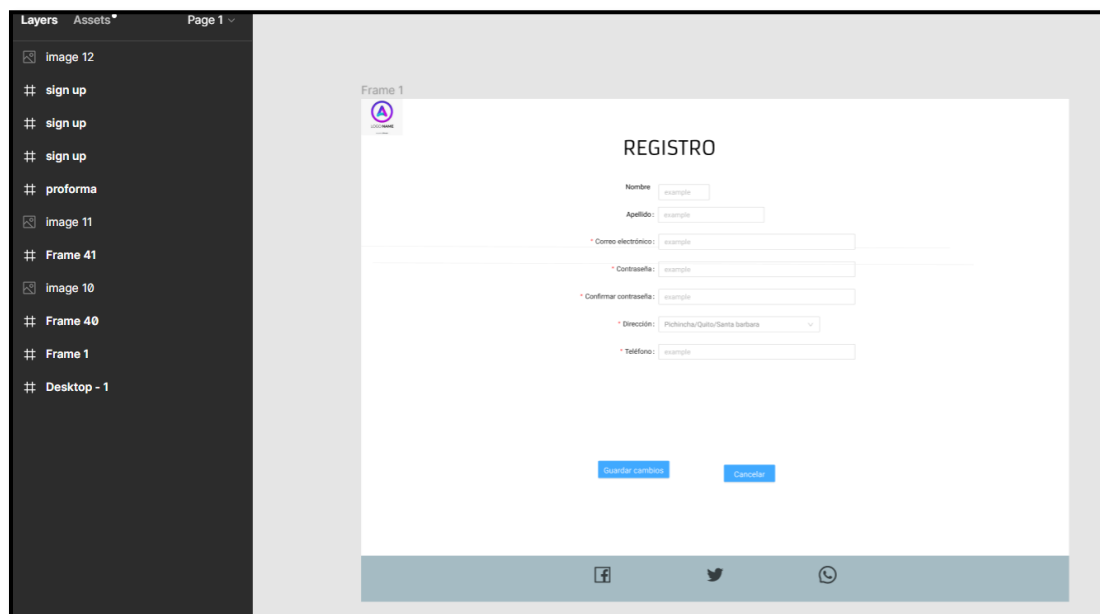 Layers Assets Page 1
image 12
sign up
sign up
sign up
proforma
image 11
Frame 41
image 10
Frame 40
Frame 1
Desktop - 1
Frame 1
LOGO NAME
REGISTRO
Nombre example
Apellido : example
* Correo electrónico : example
* Contraseña : example
* Confirmar contraseña : example
* Dirección : Pichincha/Quito/Santa barbara
* Teléfono : example
Guardar cambios Cancelar